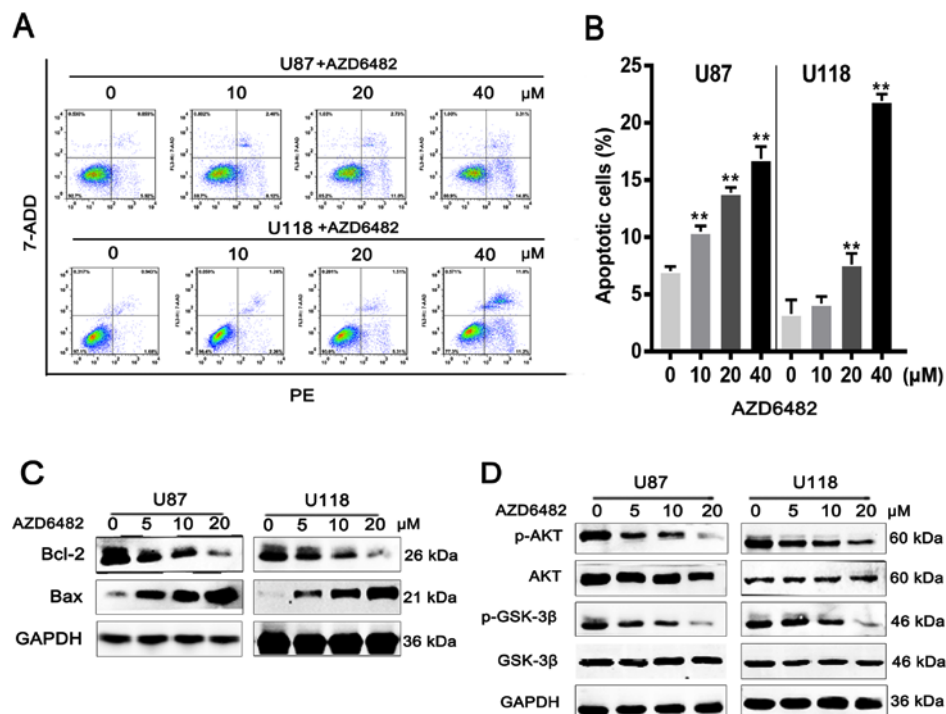 A
U87 +AZD6482
0 10 20 40 μM
U118 +AZD6482
0 10 20 40 μM
7-ADD
PE
B
U87 U118
Apoptotic cells (%)
25
20
15
10
5
0
** ** ** ** **
0 10 20 40 0 10 20 40 (μM)
AZD6482
C
U87 U118
AZD6482 0 5 10 20 0 5 10 20 μM
Bcl-2 26 kDa
Bax 21 kDa
GAPDH 36 kDa
D
U87 U118
AZD6482 0 5 10 20 0 5 10 20 μM
p-AKT 60 kDa
AKT 60 kDa
p-GSK-3β 46 kDa
GSK-3β 46 kDa
GAPDH 36 kDa